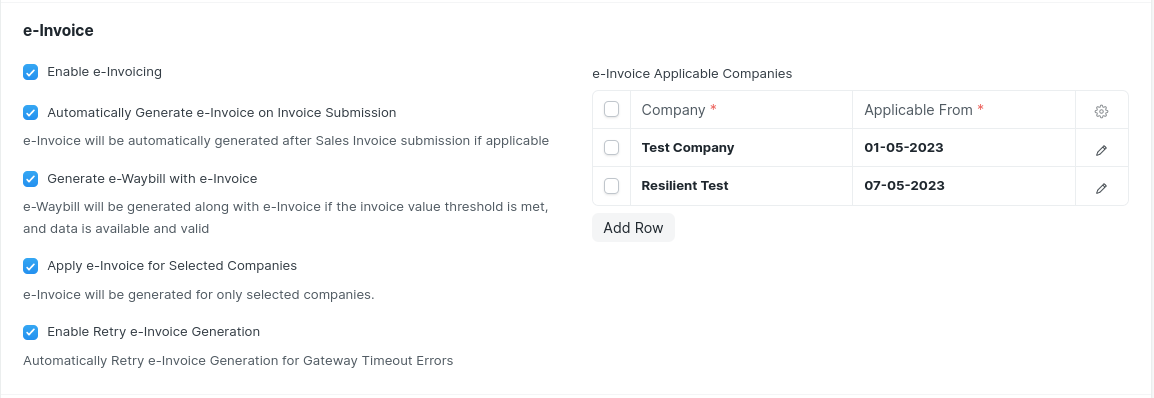 e-Invoice
Enable e-Invoicing
Automatically Generate e-Invoice on Invoice Submission
e-Invoice will be automatically generated after Sales Invoice submission if applicable
Generate e-Waybill with e-Invoice
e-Waybill will be generated along with e-Invoice if the invoice value threshold is met,
and data is available and valid
Apply e-Invoice for Selected Companies
e-Invoice will be generated for only selected companies.
Enable Retry e-Invoice Generation
Automatically Retry e-Invoice Generation for Gateway Timeout Errors
e-Invoice Applicable Companies
Company * Applicable From *
Test Company 01-05-2023
Resilient Test 07-05-2023
Add Row